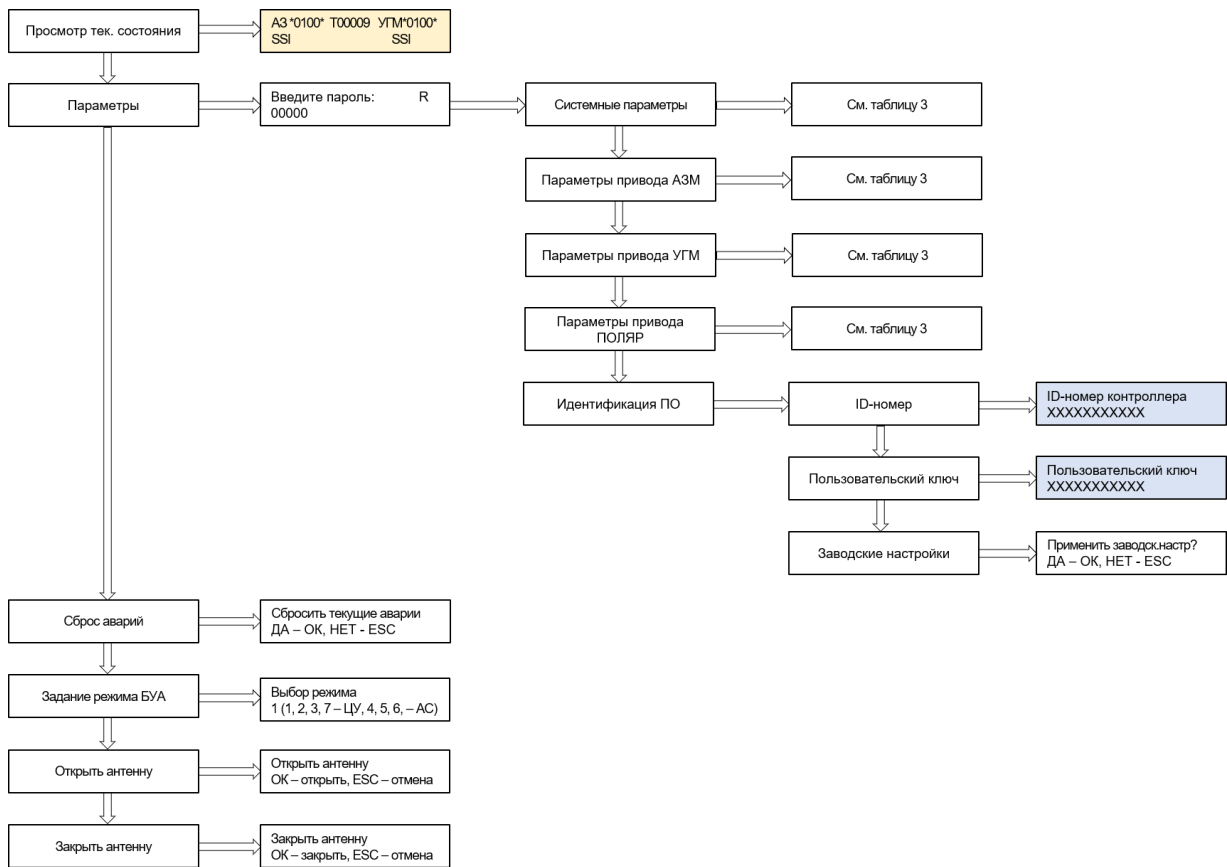 Просмотр тек. состояния
АЗ *0100* Т00009 УГМ*0100*
SSI SSI
Параметры
Введите пароль: R
00000
Системные параметры
См. таблицу 3
Параметры привода АЗМ
См. таблицу 3
Параметры привода УГМ
См. таблицу 3
Параметры привода
ПОЛЯР
См. таблицу 3
Идентификация ПО
ID-номер
ID-номер контроллера
XXXXXXXXXXX
Пользовательский ключ
Пользовательский ключ
XXXXXXXXXXX
Заводские настройки
Применить заводск.настр?
ДА – ОК, НЕТ - ESC
Сброс аварий
Сбросить текущие аварии
ДА – ОК, НЕТ - ESC
Задание режима БУА
Выбор режима
1 (1, 2, 3, 7 – ЦУ, 4, 5, 6, – АС)
Открыть антенну
Открыть антенну
ОК – открыть, ESC – отмена
Закрыть антенну
Закрыть антенну
ОК – закрыть, ESC – отмена